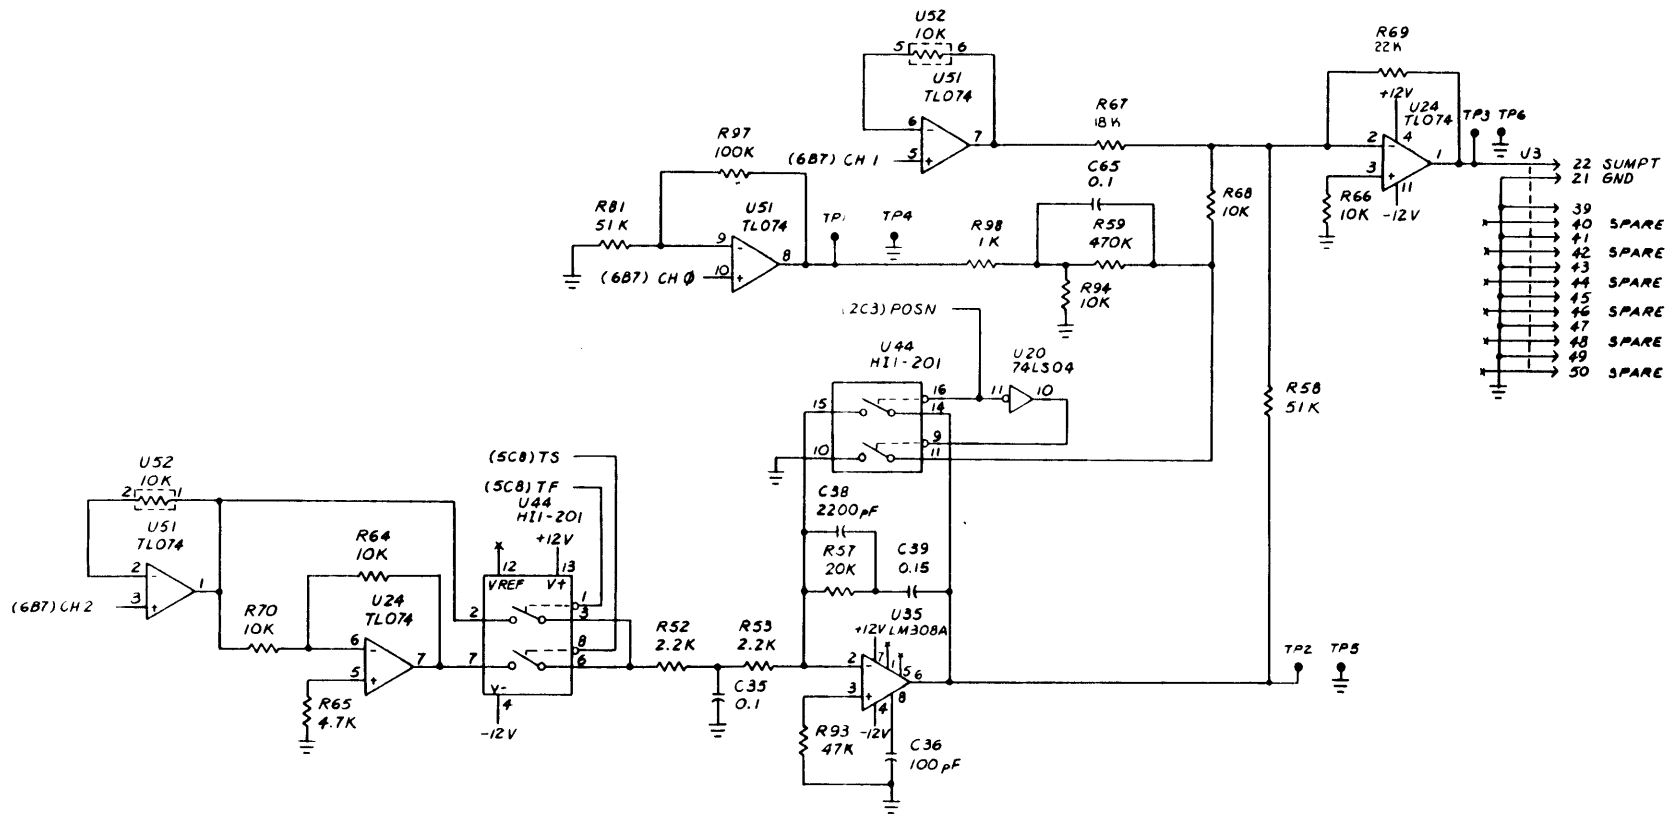 U52
10K
5 6
U51
TL074
6 -
5 +
7
(6B7) CH 1
R67
18K
R69
22K
+12V
U24
TL074
4
2 -
3 +
1
11
-12V
R66
10K
TP3 TP6
J3
22 SUMPT
21 GND
39
40 SPARE
41
42 SPARE
43
44 SPARE
45
46 SPARE
47
48 SPARE
49
50 SPARE
R97
100K
R81
51K
U51
TL074
9 -
10 +
8
(6B7) CH Ø
TP1
TP4
R98
1K
C65
0.1
R59
470K
R94
10K
R68
10K
R58
51K
(2C3) POSN
U44
HI1-201
15
16
14
10
9
11
U20
74LS04
11 10
U52
10K
2 1
U51
TL074
2 -
3 +
1
(6B7) CH 2
R70
10K
R64
10K
U24
TL074
6 -
5 +
7
R65
4.7K
(5C8) TS
(5C8) TF
U44
HI1-201
+12V
12 13
VREF V+
1
2 3
8
7 6
V-
4
-12V
R52
2.2K
R53
2.2K
C35
0.1
C38
2200pF
R57
20K
C39
0.15
U35
LM308A
+12V
7 1 5
2 -
3 +
6
4 8
-12V
R93
47K
C36
100pF
TP2 TP5